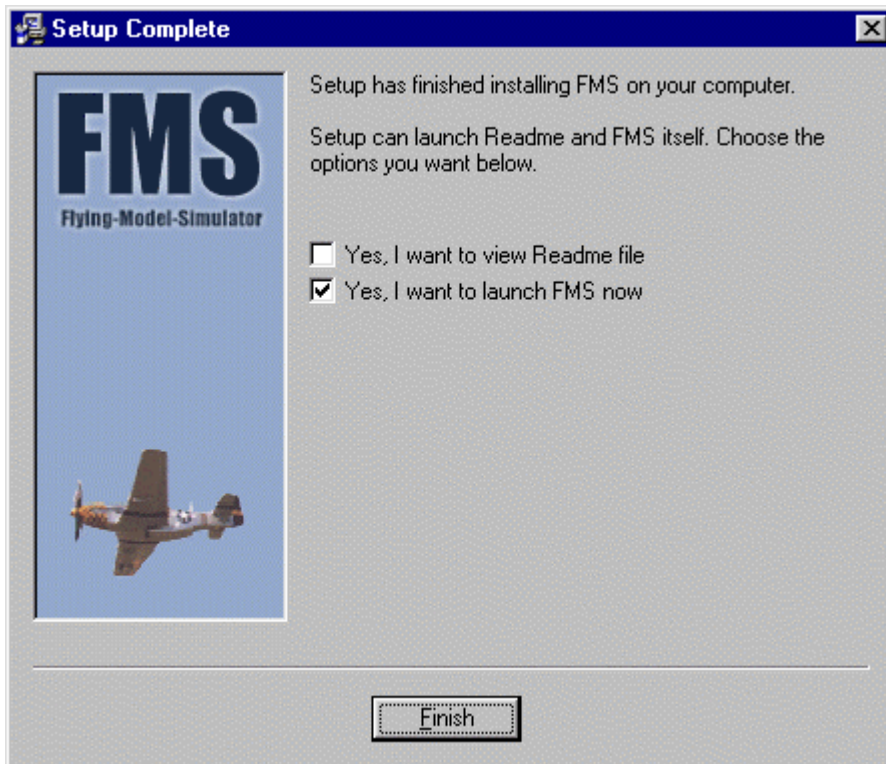 Setup Complete
FMS
Flying-Model-Simulator
Setup has finished installing FMS on your computer.
Setup can launch Readme and FMS itself. Choose the
options you want below.
Yes, I want to view Readme file
Yes, I want to launch FMS now
Finish